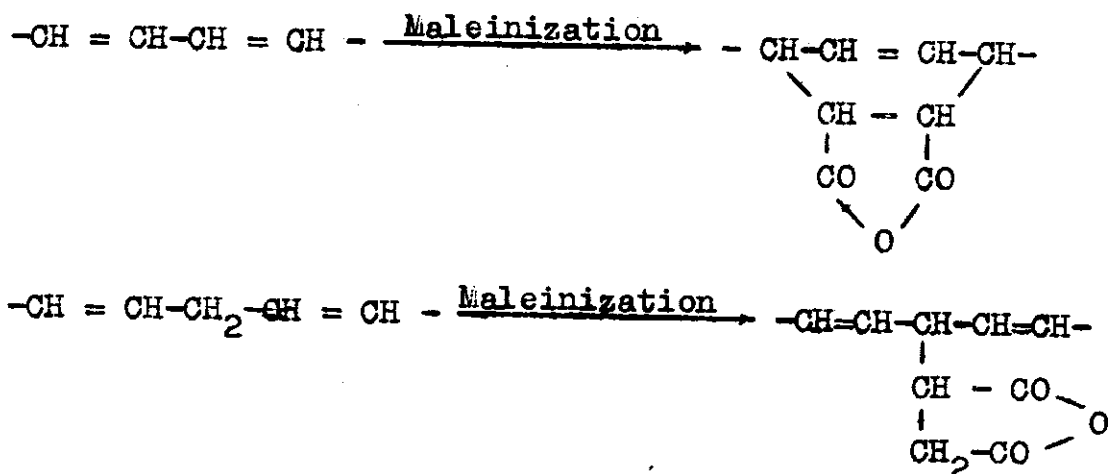 -CH = CH-CH = CH - Maleinization - CH-CH = CH-CH-
CH - CH
CO CO
O
-CH = CH-CH2-CH = CH - Maleinization -CH=CH-CH-CH=CH-
CH - CO
O
CH2-CO